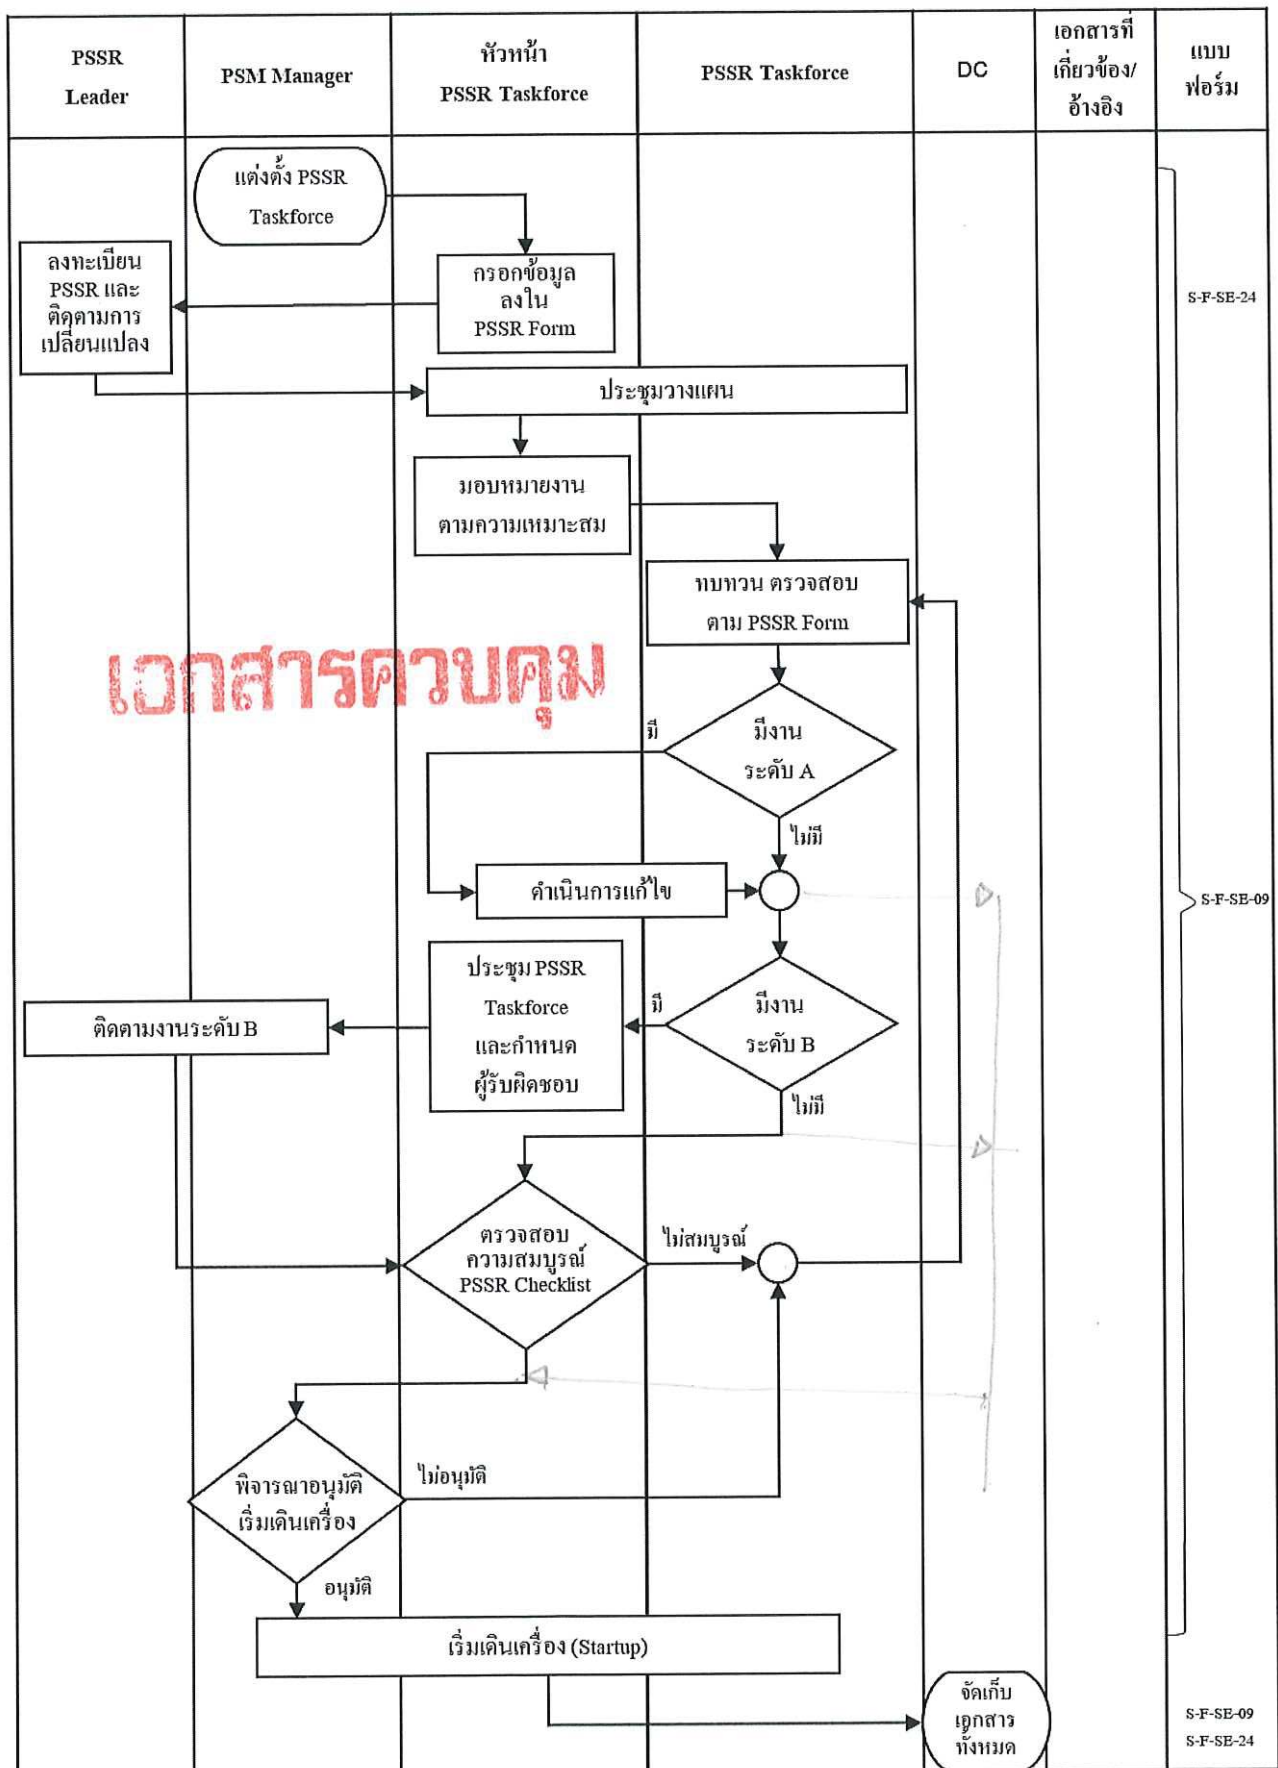 PSSR
Leader
PSM Manager
หัวหน้า
PSSR Taskforce
PSSR Taskforce
DC
เอกสารที่
เกี่ยวข้อง/
อ้างอิง
แบบ
ฟอร์ม
แต่งตั้ง PSSR
Taskforce
ลงทะเบียน
PSSR และ
ติดตามการ
เปลี่ยนแปลง
กรอกข้อมูล
ลงใน
PSSR Form
S-F-SE-24
ประชุมวางแผน
มอบหมายงาน
ตามความเหมาะสม
ทบทวน ตรวจสอบ
ตาม PSSR Form
เอกสารควบคุม
มี
มีงาน
ระดับ A
ไม่มี
ดำเนินการแก้ไข
S-F-SE-09
ประชุม PSSR
Taskforce
และกำหนด
ผู้รับผิดชอบ
มี
มีงาน
ระดับ B
ติดตามงานระดับ B
ไม่มี
ตรวจสอบ
ความสมบูรณ์
PSSR Checklist
ไม่สมบูรณ์
พิจารณาอนุมัติ
เริ่มเดินเครื่อง
ไม่อนุมัติ
อนุมัติ
เริ่มเดินเครื่อง (Startup)
จัดเก็บ
เอกสาร
ทั้งหมด
S-F-SE-09
S-F-SE-24